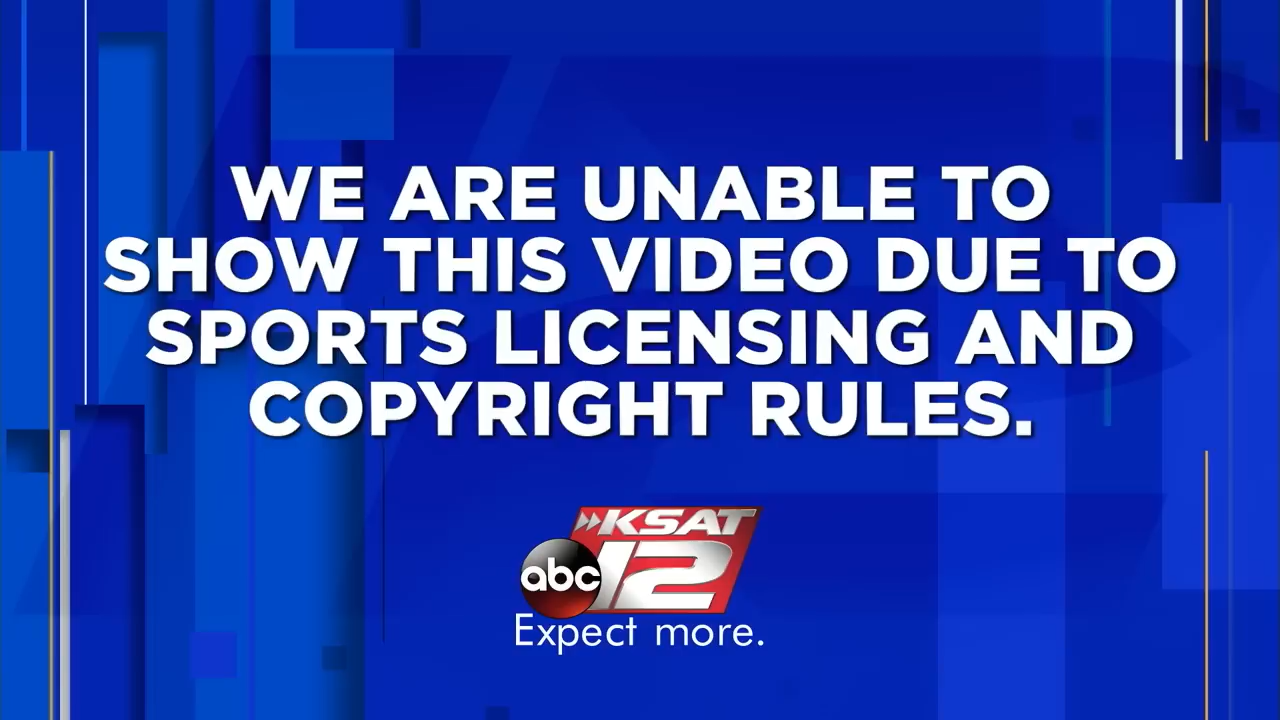 WE ARE UNABLE TO
SHOW THIS VIDEO DUE TO
SPORTS LICENSING AND
COPYRIGHT RULES.
KSAT
abc 12
Expect more.